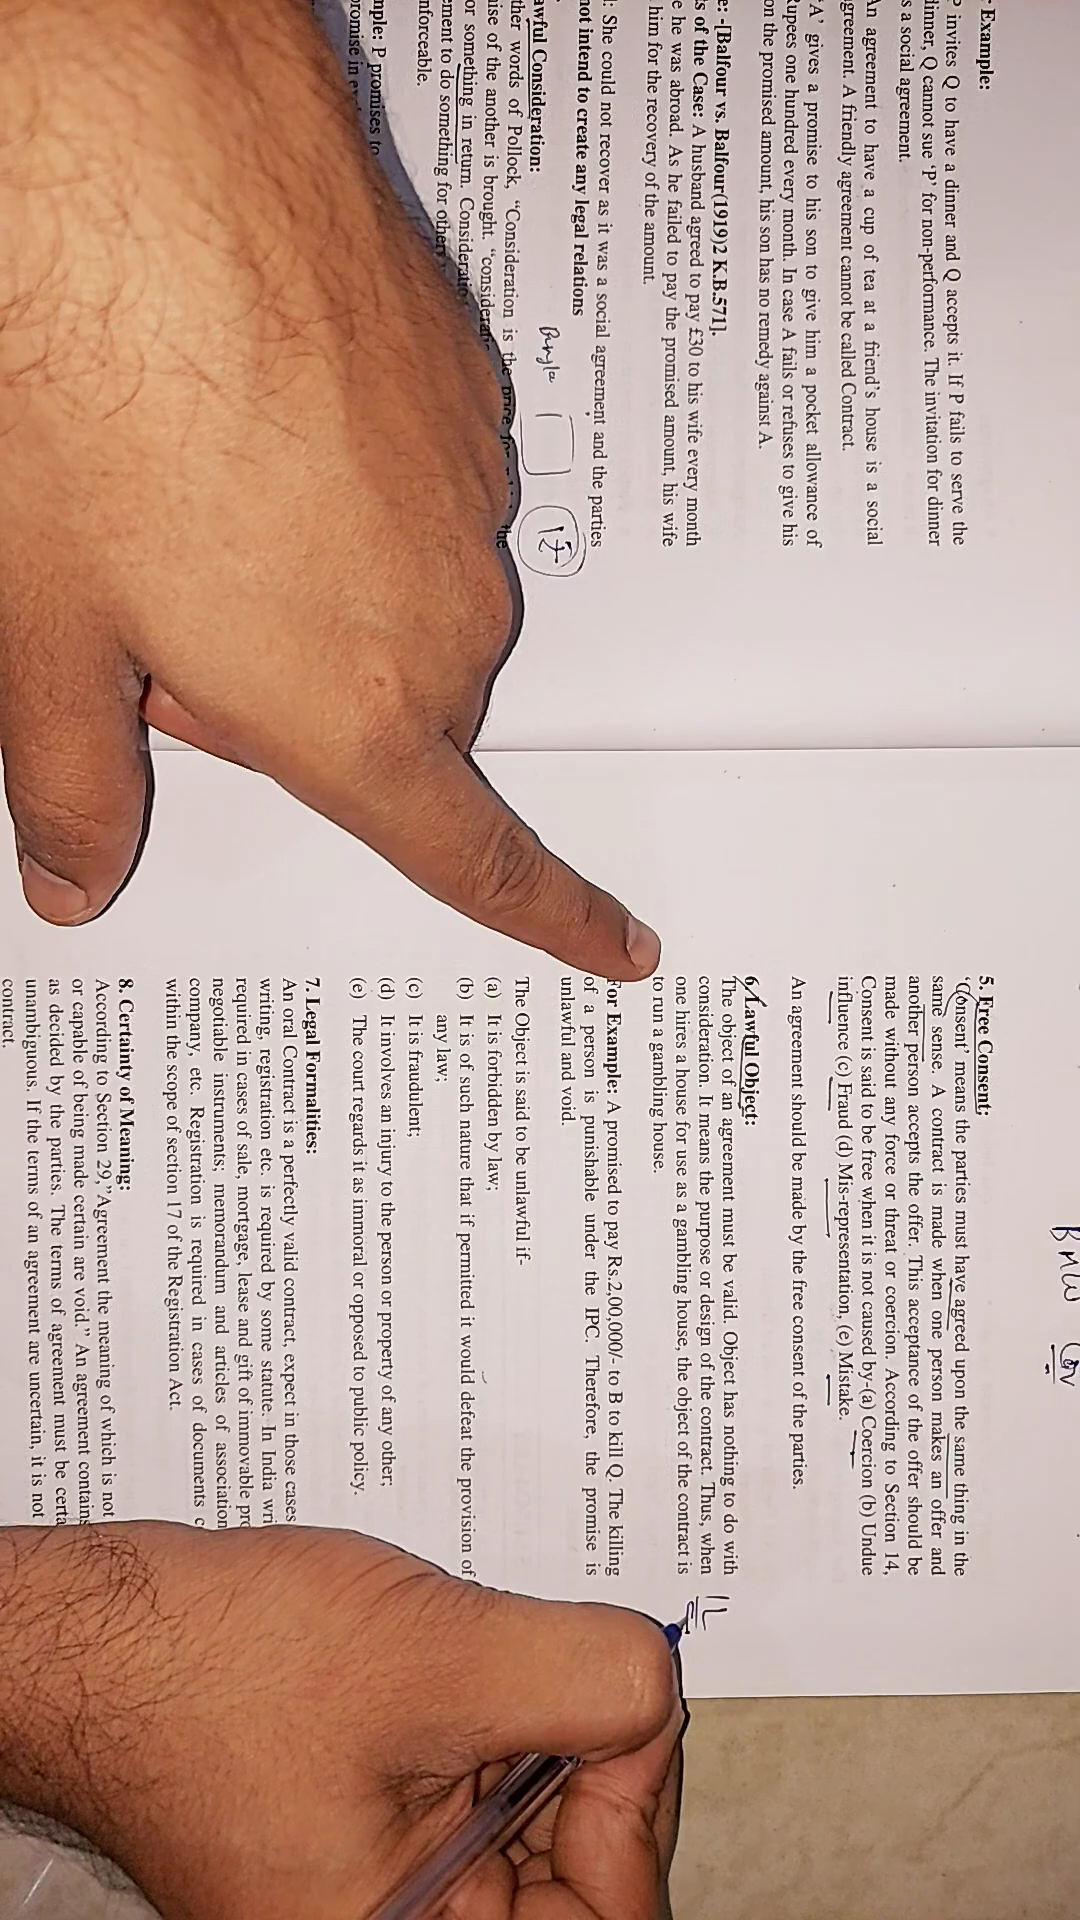 Example:
P invites Q to have a dinner and Q accepts it. If P fails to serve the
dinner, Q cannot sue ‘P’ for non-performance. The invitation for dinner
s a social agreement.
An agreement to have a cup of tea at a friend's house is a social
greement. A friendly agreement cannot be called Contract.
A’ gives a promise to his son to give him a pocket allowance of
Rupees one hundred every month. In case A fails or refuses to give his
on the promised amount, his son has no remedy against A.
e: -[Balfour vs. Balfour(1919)2 K.B.571].
ts of the Case: A husband agreed to pay £30 to his wife every month
e he was abroad. As he failed to pay the promised amount, his wife
him for the recovery of the amount.
l: She could not recover as it was a social agreement and the parties
not intend to create any legal relations
awful Consideration:
17
ther words of Pollock, “Consideration is the price for the
nise of the another is brought. “considerati
or something in return. Consideratio
ement to do something for other
nforceable.
mple: P promises to
promise in
BMW
5. Free Consent:
‘Consent’ means the parties must have agreed upon the same thing in the
same sense. A contract is made when one person makes an offer and
another person accepts the offer. This acceptance of the offer should be
made without any force or threat or coercion. According to Section 14,
Consent is said to be free when it is not caused by-(a) Coercion (b) Undue
influence (c) Fraud (d) Mis-representation, (e) Mistake.
An agreement should be made by the free consent of the parties.
6. Lawful Object:
The object of an agreement must be valid. Object has nothing to do with
consideration. It means the purpose or design of the contract. Thus, when
one hires a house for use as a gambling house, the object of the contract is
to run a gambling house.
For Example: A promised to pay Rs.2,00,000/- to B to kill Q. The killing
of a person is punishable under the IPC. Therefore, the promise is
unlawful and void.
The Object is said to be unlawful if-
(a) It is forbidden by law;
(b) It is of such nature that if permitted it would defeat the provision of
any law;
(c) It is fraudulent;
(d) It involves an injury to the person or property of any other;
(e) The court regards it as immoral or opposed to public policy.
7. Legal Formalities:
An oral Contract is a perfectly valid contract, expect in those cases
writing, registration etc. is required by some statute. In India wri
required in cases of sale, mortgage, lease and gift of immovable pro
negotiable instruments; memorandum and articles of association
company, etc. Registration is required in cases of documents c
within the scope of section 17 of the Registration Act.
8. Certainty of Meaning:
According to Section 29,”Agreement the meaning of which is not
or capable of being made certain are void.” An agreement contains
as decided by the parties. The terms of agreement must be certa
unambiguous. If the terms of an agreement are uncertain, it is not
contract.